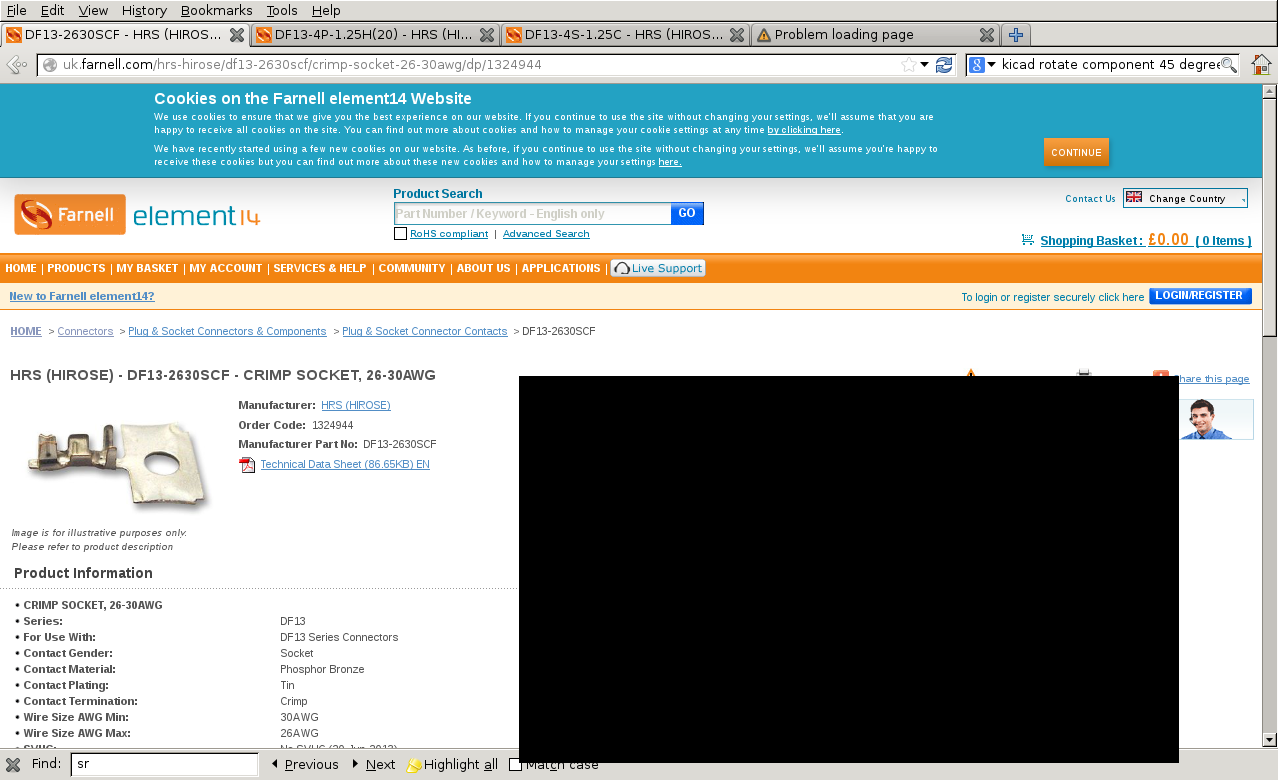 File Edit View History Bookmarks Tools Help
DF13-2630SCF - HRS (HIROS... DF13-4P-1.25H(20) - HRS (HI... DF13-4S-1.25C - HRS (HIROS... Problem loading page
uk.farnell.com/hrs-hirose/df13-2630scf/crimp-socket-26-30awg/dp/1324944 kicad rotate component 45 degree
Cookies on the Farnell element14 Website
We use cookies to ensure that we give you the best experience on our website. If you continue to use the site without changing your settings, we'll assume that you are
happy to receive all cookies on the site. You can find out more about cookies and how to manage your cookie settings at any time by clicking here.
We have recently started using a few new cookies on our website. As before, if you continue to use the site without changing your settings, we'll assume you're happy to
receive these cookies but you can find out more about these new cookies and how to manage your settings here.
CONTINUE
Farnell element14
Product Search
Part Number / Keyword - English only GO
RoHS compliant | Advanced Search
Contact Us Change Country
Shopping Basket: £0.00 ( 0 Items )
HOME | PRODUCTS | MY BASKET | MY ACCOUNT | SERVICES & HELP | COMMUNITY | ABOUT US | APPLICATIONS | Live Support
New to Farnell element14? To login or register securely click here LOGIN/REGISTER
HOME > Connectors > Plug & Socket Connectors & Components > Plug & Socket Connector Contacts > DF13-2630SCF
HRS (HIROSE) - DF13-2630SCF - CRIMP SOCKET, 26-30AWG
hare this page
Manufacturer: HRS (HIROSE)
Order Code: 1324944
Manufacturer Part No: DF13-2630SCF
Technical Data Sheet (86.65KB) EN
Image is for illustrative purposes only.
Please refer to product description
Product Information
• CRIMP SOCKET, 26-30AWG
• Series: DF13
• For Use With: DF13 Series Connectors
• Contact Gender: Socket
• Contact Material: Phosphor Bronze
• Contact Plating: Tin
• Contact Termination: Crimp
• Wire Size AWG Min: 30AWG
• Wire Size AWG Max: 26AWG
• SVHC: No SVHC (20-Jun-2013)
Find: sr Previous Next Highlight all Match case